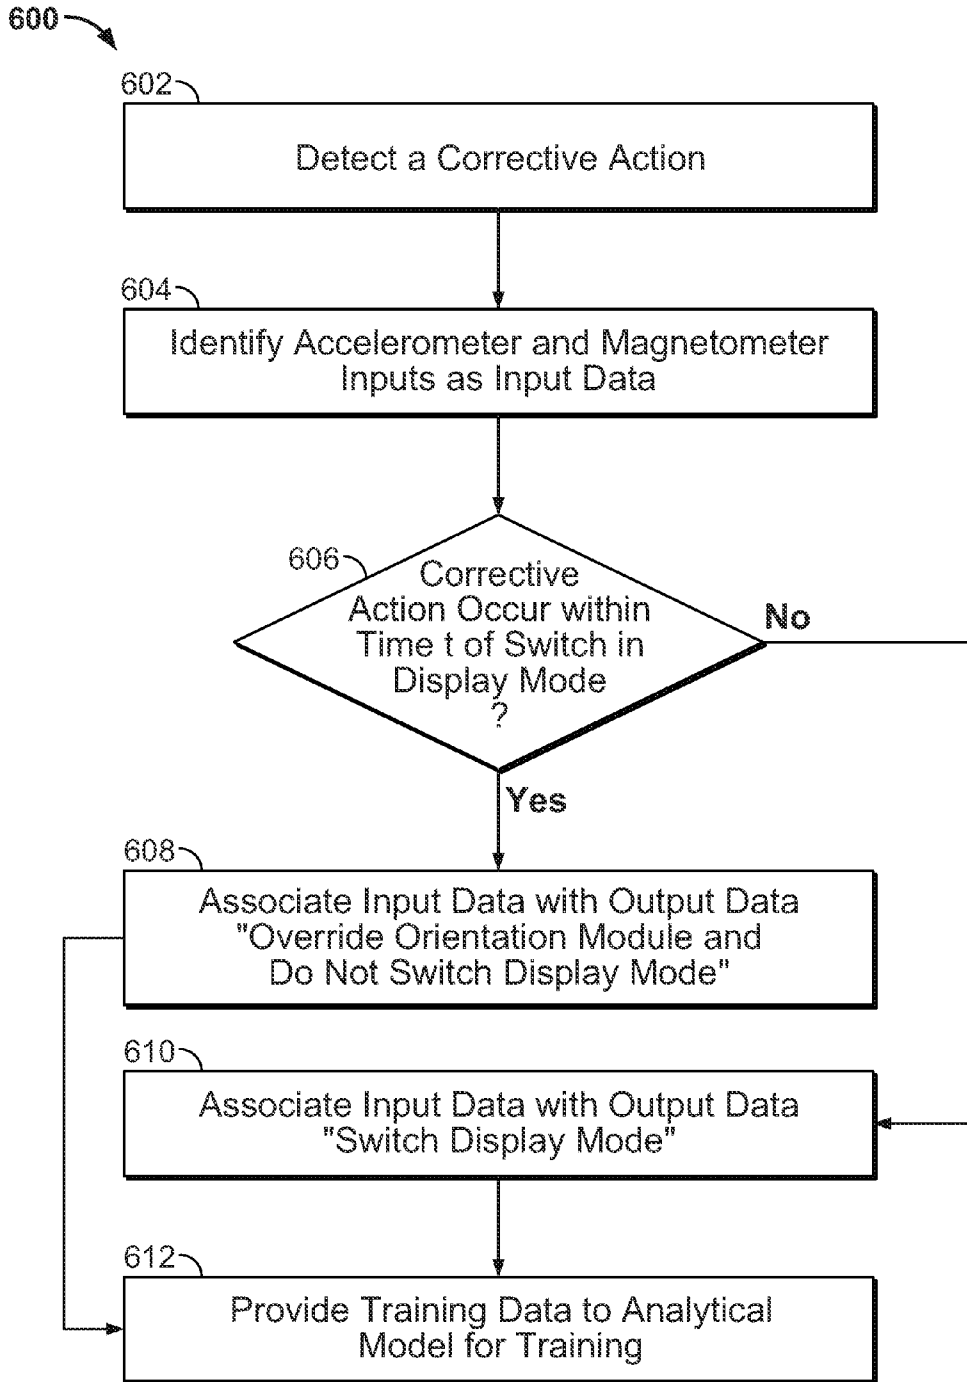 600
602
Detect a Corrective Action
604
Identify Accelerometer and Magnetometer
Inputs as Input Data
606
Corrective
Action Occur within
Time t of Switch in
Display Mode
?
No
Yes
608
Associate Input Data with Output Data
"Override Orientation Module and
Do Not Switch Display Mode"
610
Associate Input Data with Output Data
"Switch Display Mode"
612
Provide Training Data to Analytical
Model for Training